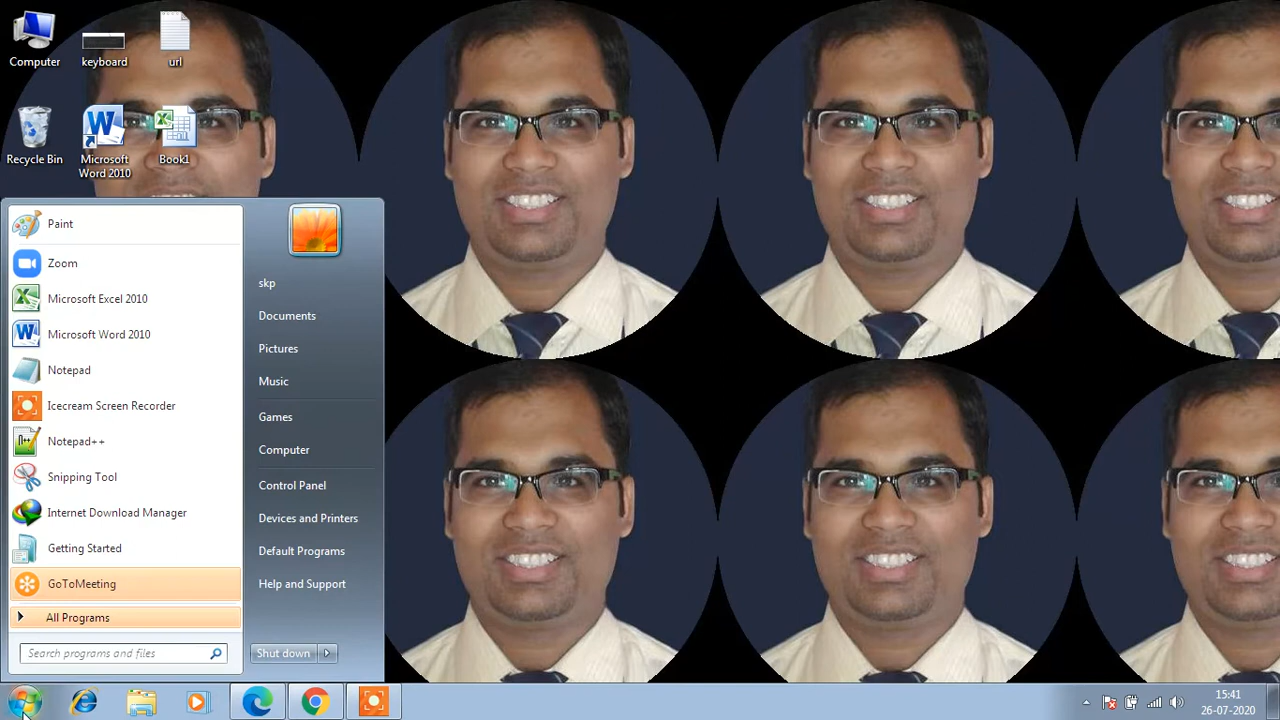 Computer
keyboard
url
Recycle Bin
Microsoft
Word 2010
Book1
Paint
Zoom
Microsoft Excel 2010
Microsoft Word 2010
Notepad
Icecream Screen Recorder
Notepad++
Snipping Tool
Internet Download Manager
Getting Started
GoToMeeting
All Programs
Search programs and files
skp
Documents
Pictures
Music
Games
Computer
Control Panel
Devices and Printers
Default Programs
Help and Support
Shut down
15:41
26-07-2020